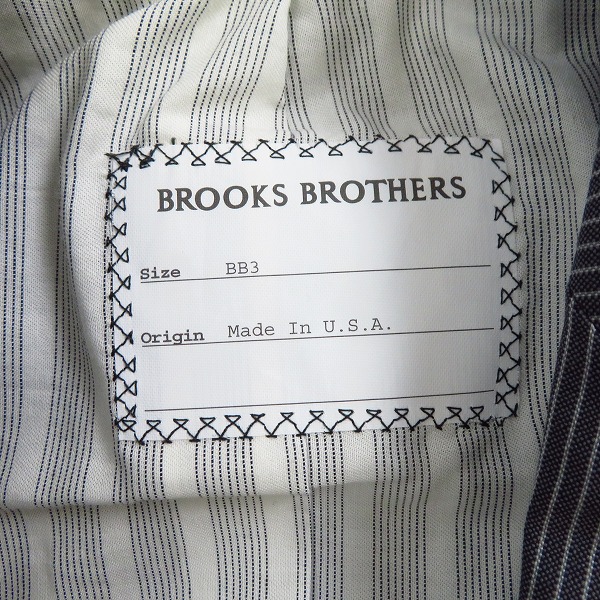 BROOKS BROTHERS
Size BB3
Origin Made In U.S.A.